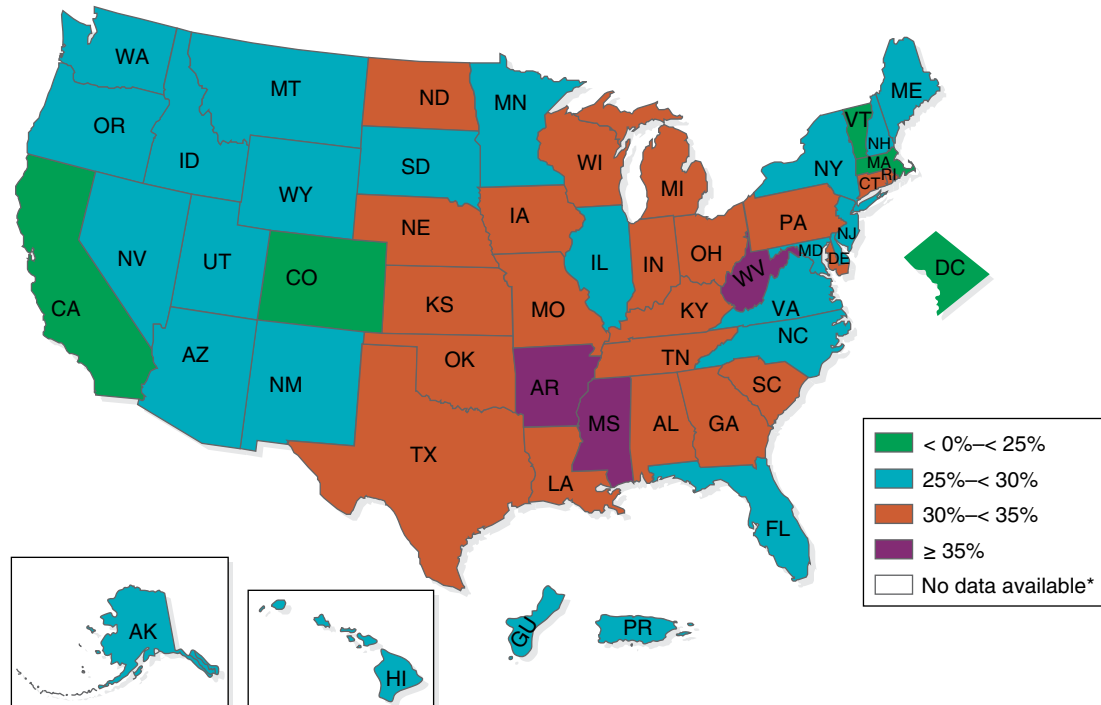 WA
MT
ND
MN
ME
OR
ID
SD
WI
VT
NH
NY
MA
WY
MI
CT
RI
IA
NE
PA
NV
UT
CO
IL
IN
OH
NJ
MD
DE
WV
DC
CA
KS
MO
KY
VA
AZ
NM
OK
AR
TN
NC
SC
TX
MS
AL
GA
LA
FL
< 0%–< 25%
25%–< 30%
30%–< 35%
≥ 35%
No data available*
AK
HI
GU
PR